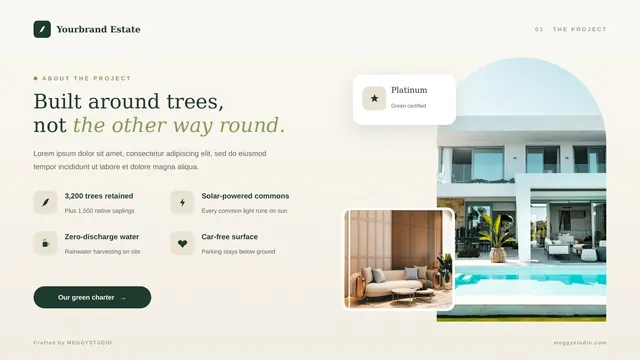 Yourbrand Estate
01 THE PROJECT
ABOUT THE PROJECT
Built around trees,
not the other way round.
Lorem ipsum dolor sit amet, consectetur adipiscing elit, sed do eiusmod
tempor incididunt ut labore et dolore magna aliqua.
3,200 trees retained
Plus 1,500 native saplings
Solar-powered commons
Every common light runs on sun
Zero-discharge water
Rainwater harvesting on site
Car-free surface
Parking stays below ground
Our green charter →
Platinum
Green certified
Crafted by MEGGYSTUDIO
meggystudio.com